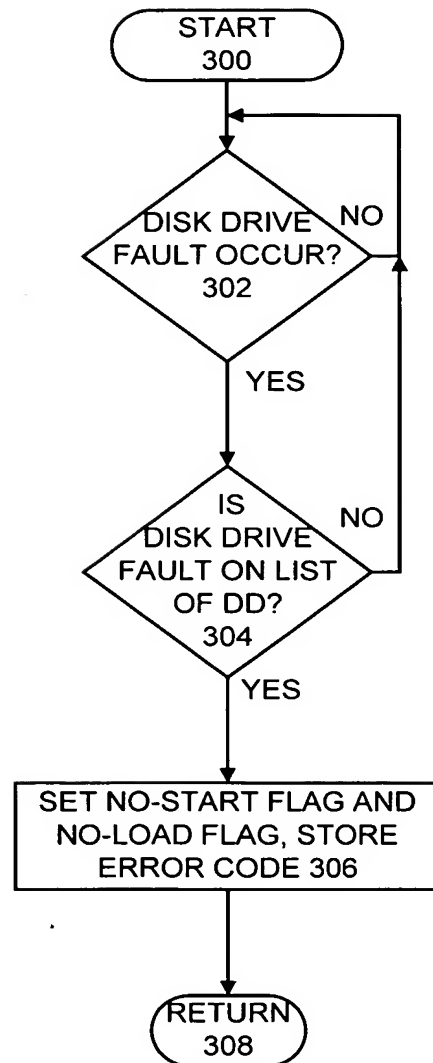 START
300
DISK DRIVE
FAULT OCCUR?
302
NO
YES
IS
DISK DRIVE
FAULT ON LIST
OF DD?
304
NO
YES
SET NO-START FLAG AND
NO-LOAD FLAG, STORE
ERROR CODE 306
RETURN
308